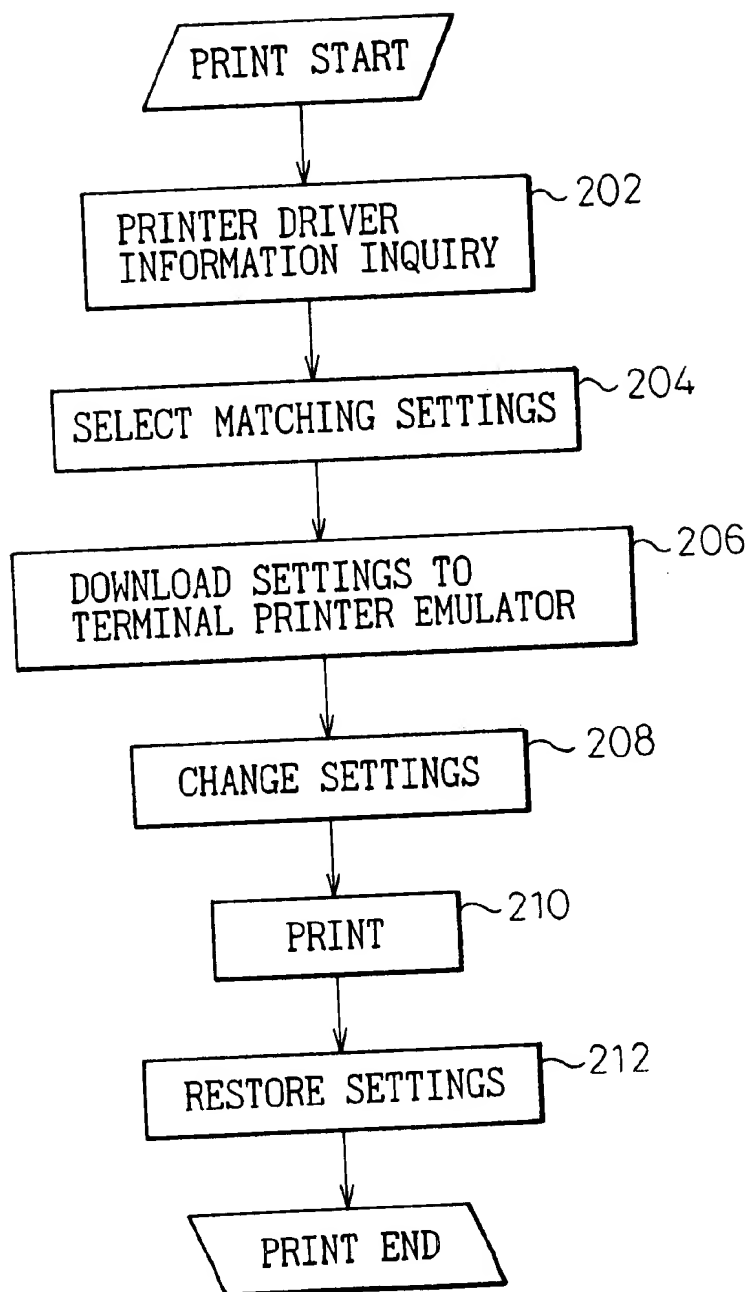 PRINT START
202
PRINTER DRIVER
INFORMATION INQUIRY
204
SELECT MATCHING SETTINGS
206
DOWNLOAD SETTINGS TO
TERMINAL PRINTER EMULATOR
208
CHANGE SETTINGS
210
PRINT
212
RESTORE SETTINGS
PRINT END